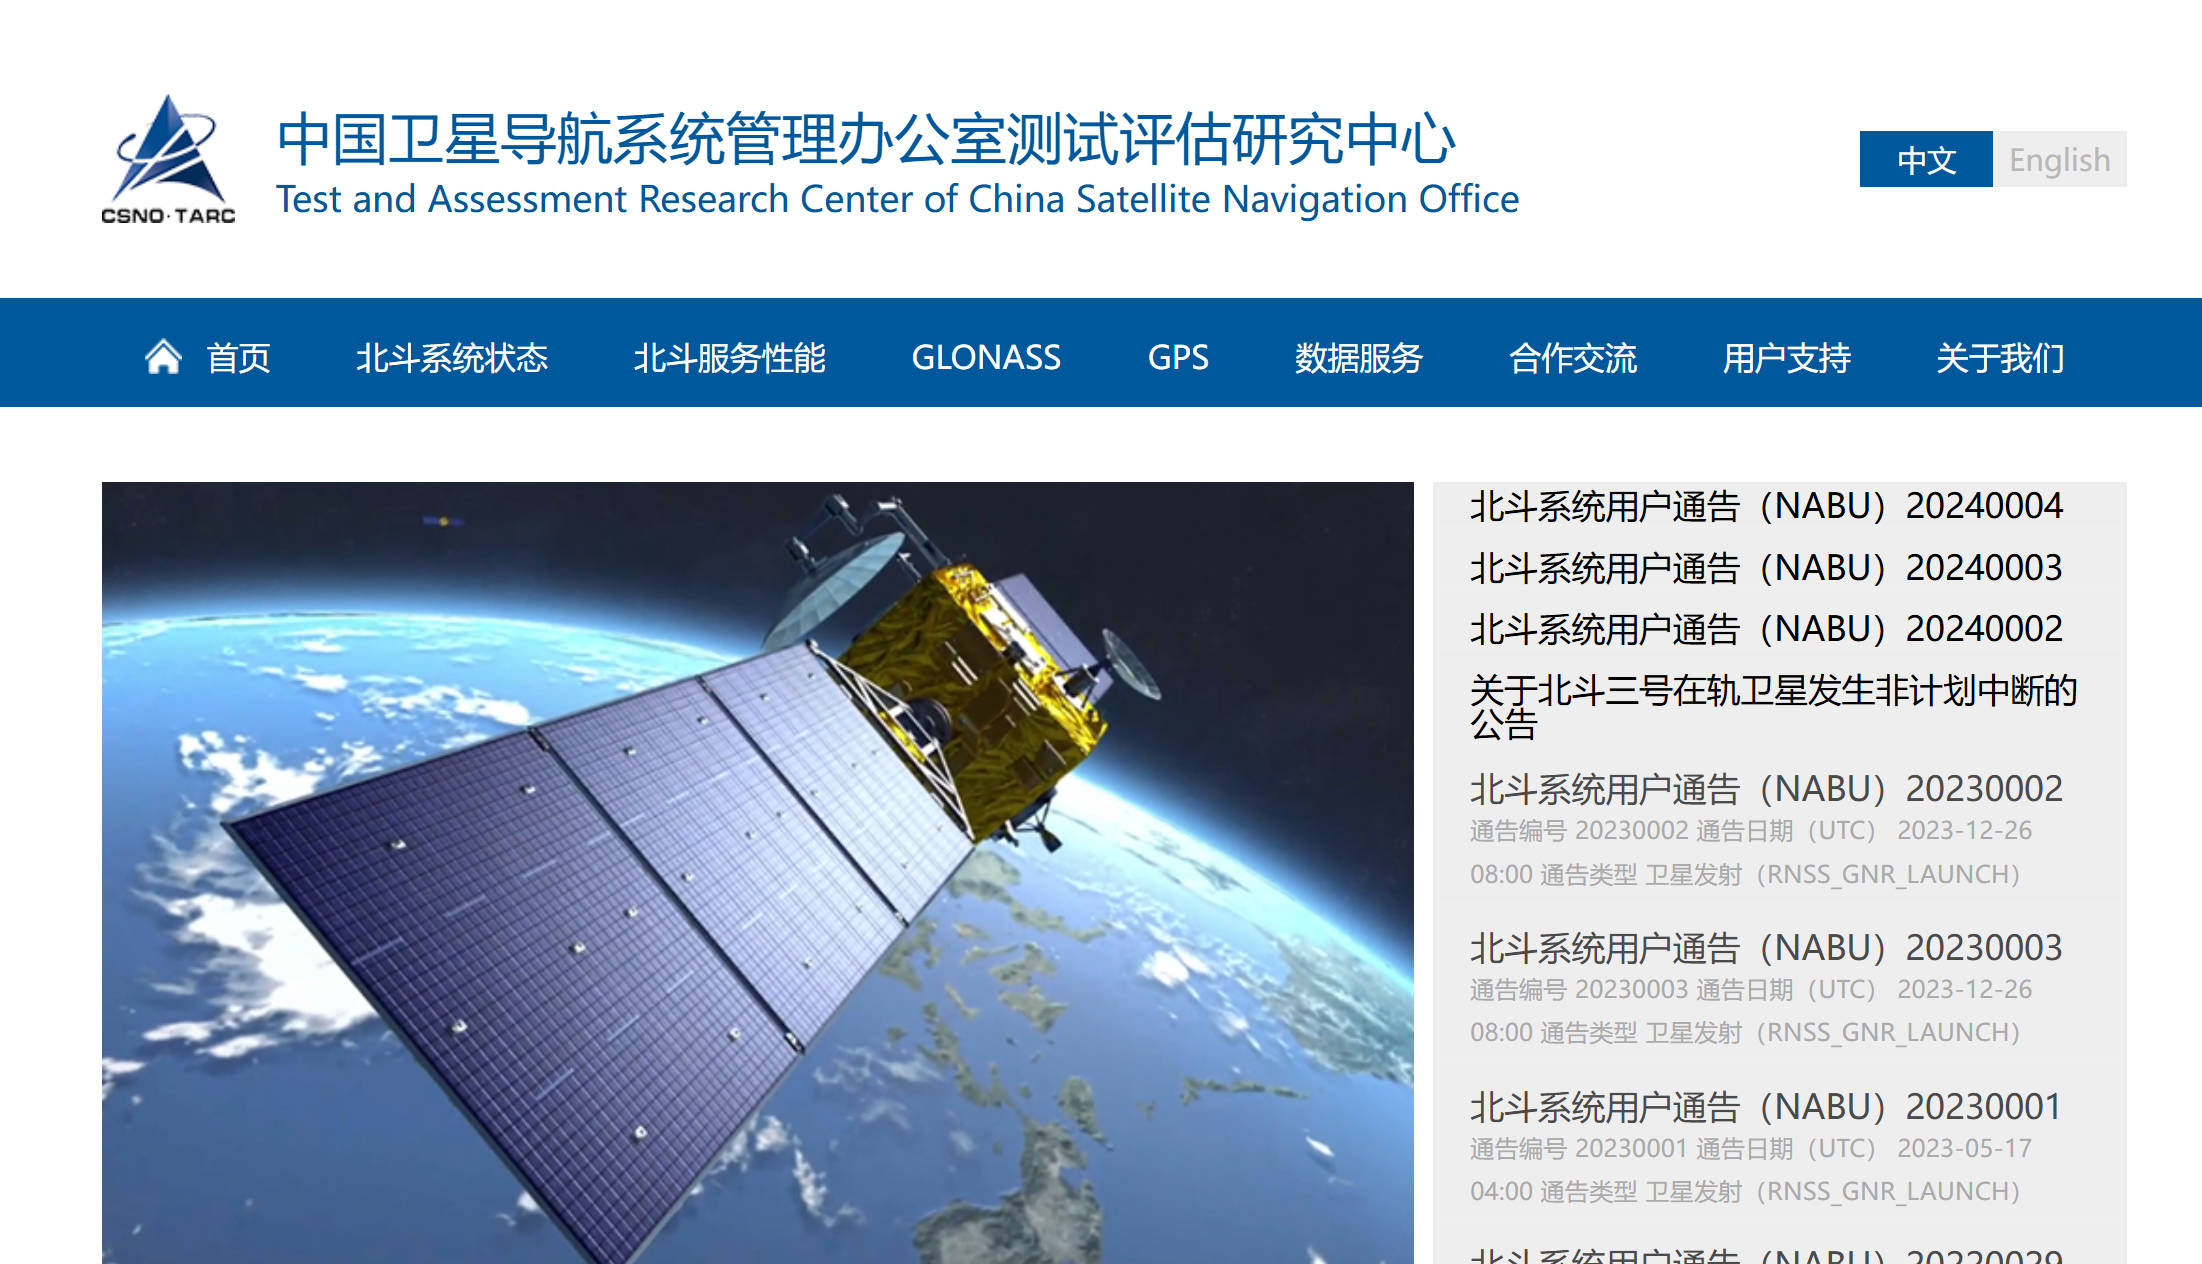 中国卫星导航系统管理办公室测试评估研究中心
Test and Assessment Research Center of China Satellite Navigation Office
CSNO·TARC
中文 English
首页 北斗系统状态 北斗服务性能 GLONASS GPS 数据服务 合作交流 用户支持 关于我们
北斗系统用户通告（NABU）20240004
北斗系统用户通告（NABU）20240003
北斗系统用户通告（NABU）20240002
关于北斗三号在轨卫星发生非计划中断的
公告
北斗系统用户通告（NABU）20230002
通告编号 20230002 通告日期（UTC） 2023-12-26
08:00 通告类型 卫星发射（RNSS_GNR_LAUNCH）
北斗系统用户通告（NABU）20230003
通告编号 20230003 通告日期（UTC） 2023-12-26
08:00 通告类型 卫星发射（RNSS_GNR_LAUNCH）
北斗系统用户通告（NABU）20230001
通告编号 20230001 通告日期（UTC） 2023-05-17
04:00 通告类型 卫星发射（RNSS_GNR_LAUNCH）
北斗系统用户通告（NABU）20220029